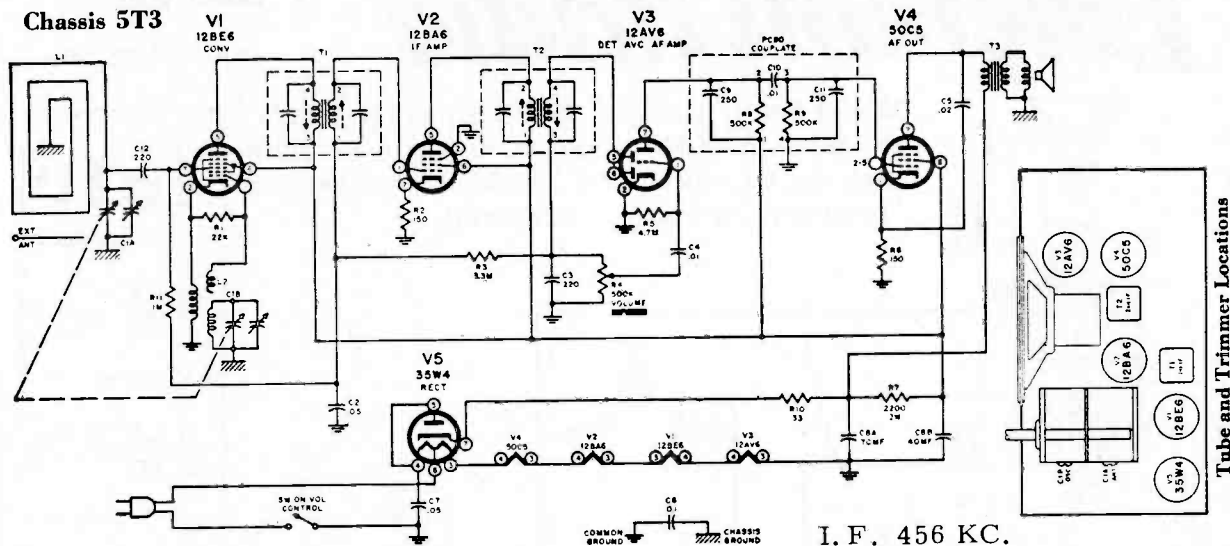 Chassis 5T3
V1
12BE6
CONV
V2
12BA6
IF AMP
V3
12AV6
DET AVC AF AMP
V4
50C5
AF OUT
L1
T1
T2
T3
PC80
COUPLATE
C12
220
C9
250
C10
.01
C11
250
R8
500K
R9
500K
C5
.02
EXT
ANT
C1A
R1
22K
L2
C1B
R11
1M
R2
150
R3
3.3M
C3
220
R4
500K
VOLUME
R5
4.7M
C4
.01
R6
150
C2
.05
V5
35W4
RECT
R10
33
R7
2200
2W
C8A
70MF
C8B
40MF
V4
50C5
V2
12BA6
V1
12BE6
V3
12AV6
SW ON VOL
CONTROL
C7
.05
C6
0.1
COMMON
GROUND
CHASSIS
GROUND
I. F. 456 KC.
V3
12AV6
V4
50C5
T2
V2
12BA6
T1
V1
12BE6
V5
35W4
C1B
OSC
C1A
ANT
Tube and Trimmer Locations